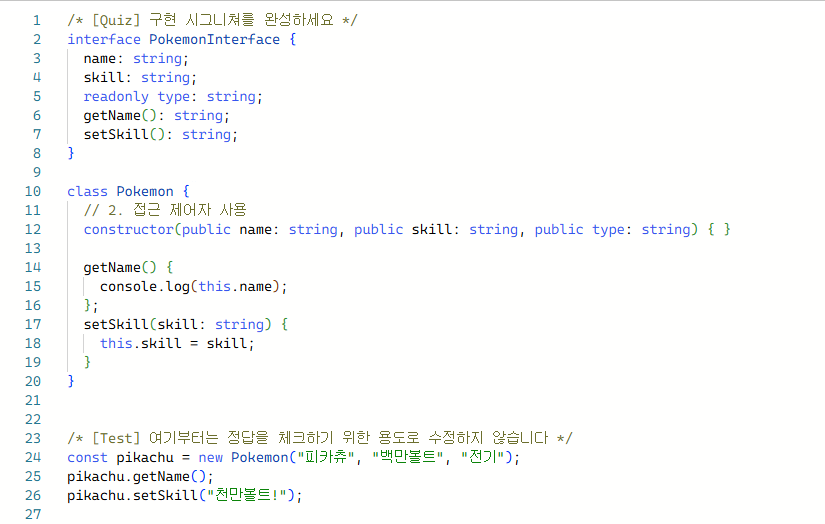 1 /* [Quiz] 구현 시그니쳐를 완성하세요 */
2 interface PokemonInterface {
3 name: string;
4 skill: string;
5 readonly type: string;
6 getName(): string;
7 setSkill(): string;
8 }
9
10 class Pokemon {
11 // 2. 접근 제어자 사용
12 constructor(public name: string, public skill: string, public type: string) { }
13
14 getName() {
15 console.log(this.name);
16 };
17 setSkill(skill: string) {
18 this.skill = skill;
19 }
20 }
21
22
23 /* [Test] 여기부터는 정답을 체크하기 위한 용도로 수정하지 않습니다 */
24 const pikachu = new Pokemon("피카츄", "백만볼트", "전기");
25 pikachu.getName();
26 pikachu.setSkill("천만볼트!");
27